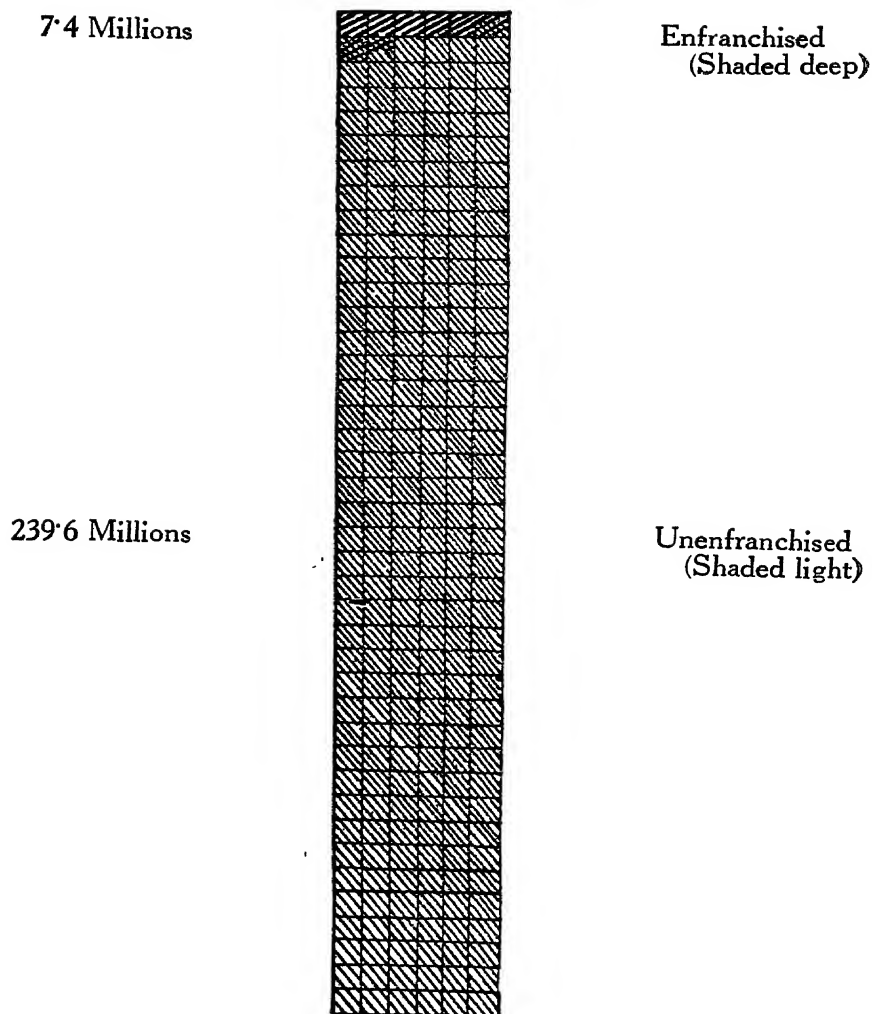 7·4 Millions
Enfranchised
(Shaded deep)
239·6 Millions
Unenfranchised
(Shaded light)